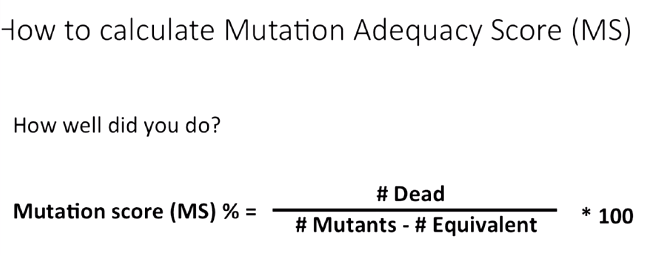 How to calculate Mutation Adequacy Score (MS)
How well did you do?
# Dead
Mutation score (MS) % =
* 100
# Mutants - # Equivalent